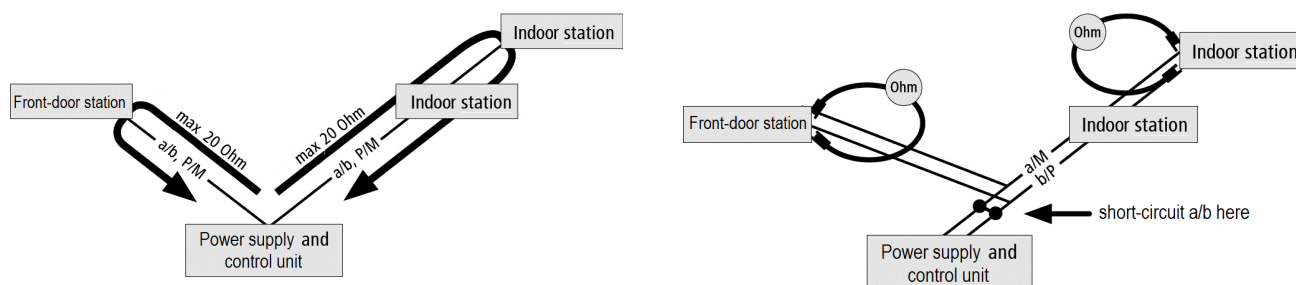 Indoor station
Front-door station
Indoor station
max 20 Ohm
max 20 Ohm
a/b, P/M
a/b, P/M
Power supply and
control unit
Ohm
Indoor station
Ohm
Front-door station
Indoor station
a/M
b/P
short-circuit a/b here
Power supply and
control unit